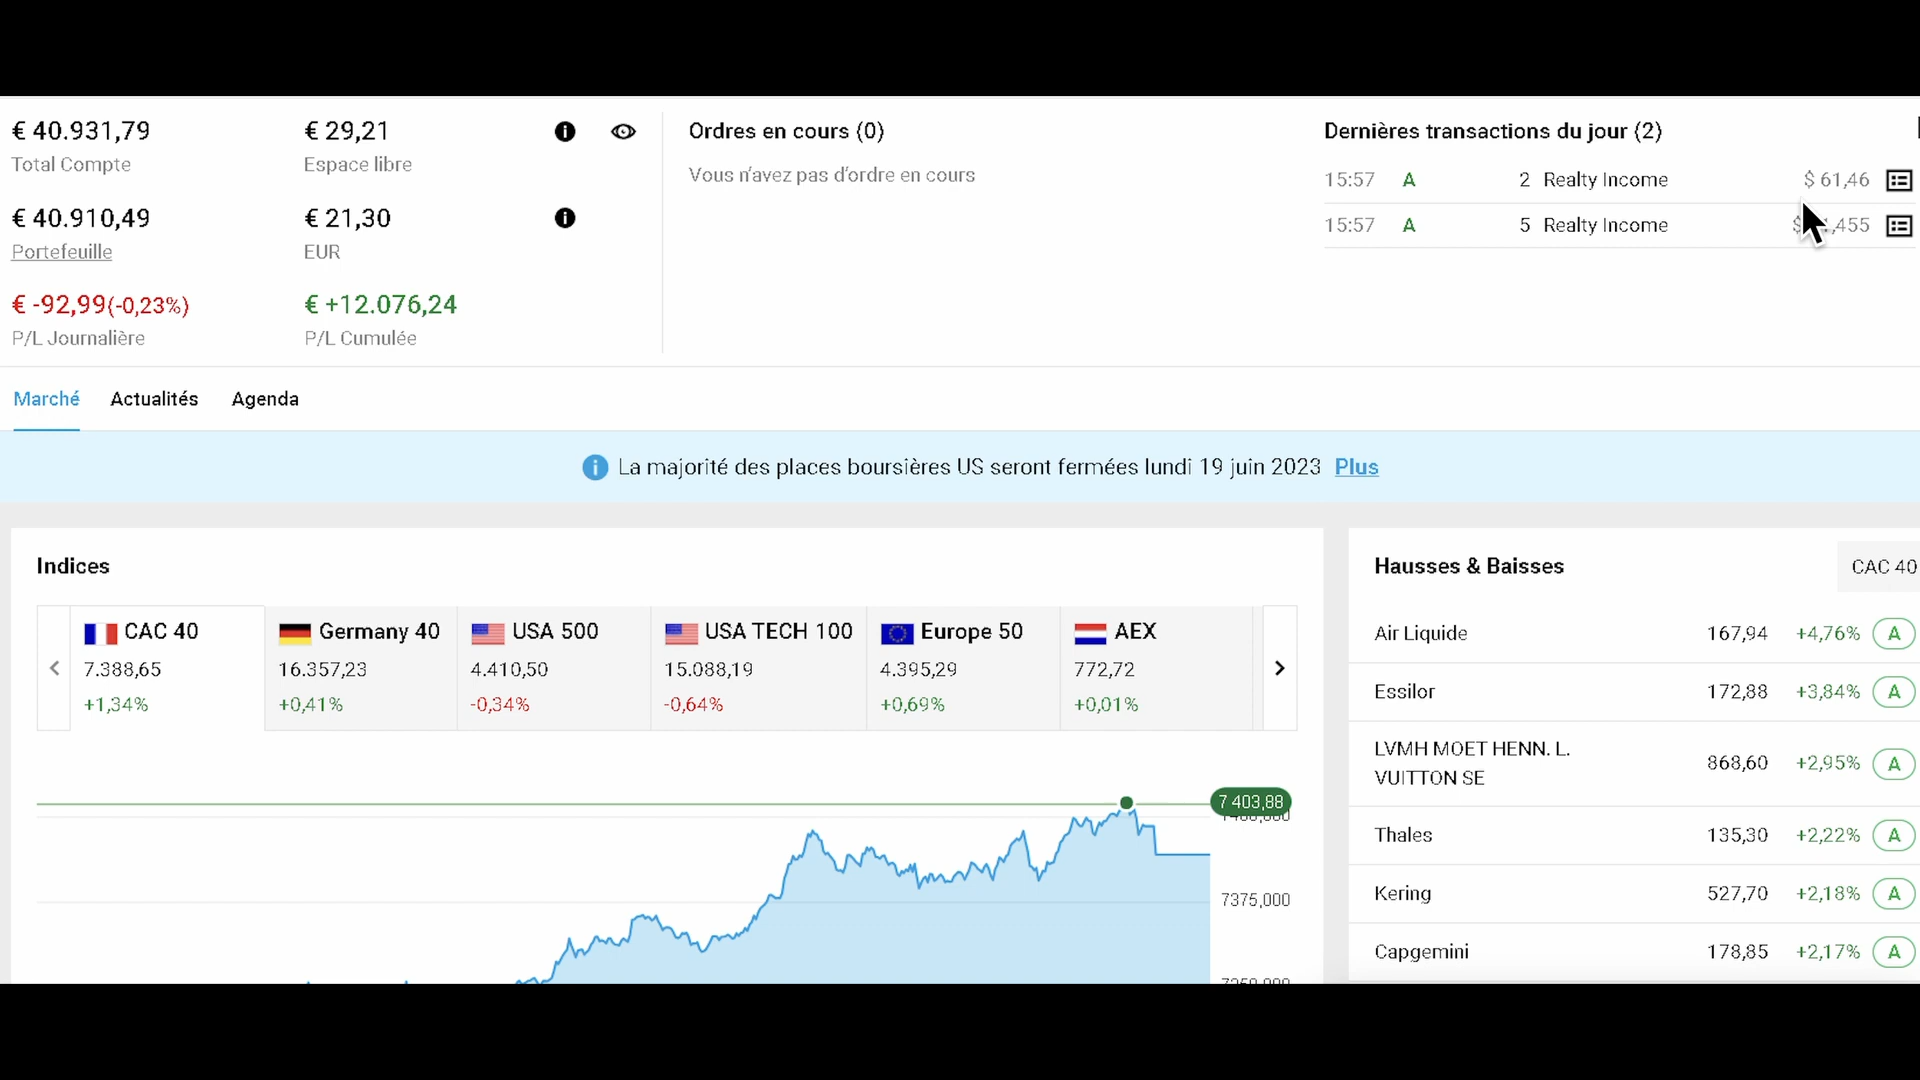 € 40.931,79
Total Compte
€ 29,21
Espace libre
€ 40.910,49
Portefeuille
€ 21,30
EUR
€ -92,99(-0,23%)
P/L Journalière
€ +12.076,24
P/L Cumulée
Ordres en cours (0)
Vous n'avez pas d'ordre en cours
Dernières transactions du jour (2)
15:57 A 2 Realty Income $ 61,46
15:57 A 5 Realty Income
Marché Actualités Agenda
La majorité des places boursières US seront fermées lundi 19 juin 2023 Plus
Indices
CAC 40
7.388,65
+1,34%
Germany 40
16.357,23
+0,41%
USA 500
4.410,50
-0,34%
USA TECH 100
15.088,19
-0,64%
Europe 50
4.395,29
+0,69%
AEX
772,72
+0,01%
7 403,88
7375,000
Hausses & Baisses
CAC 40
Air Liquide 167,94 +4,76% A
Essilor 172,88 +3,84% A
LVMH MOET HENN. L.
VUITTON SE 868,60 +2,95% A
Thales 135,30 +2,22% A
Kering 527,70 +2,18% A
Capgemini 178,85 +2,17% A